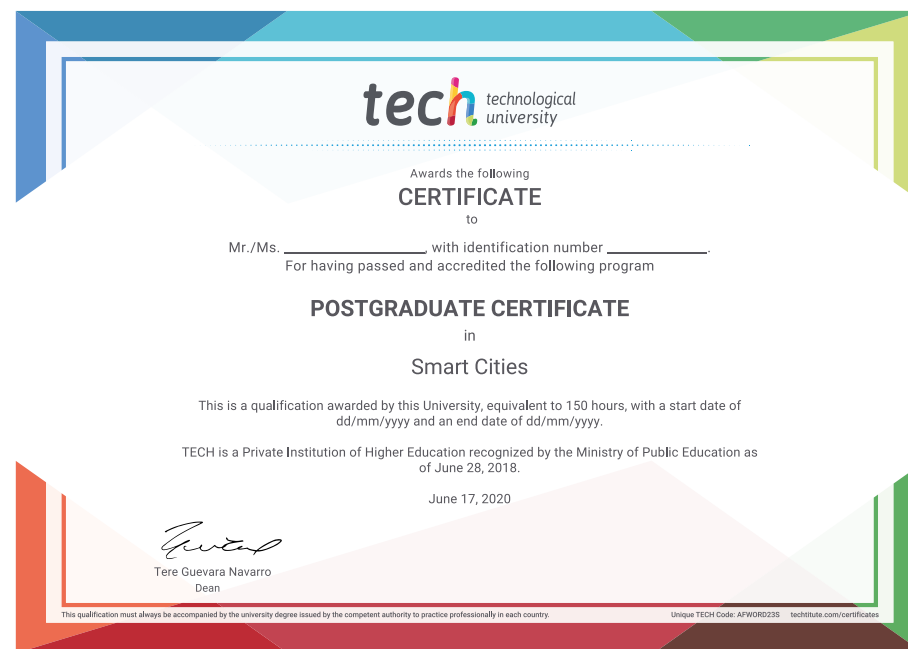 tech technological
university
Awards the following
CERTIFICATE
to
Mr./Ms. ____________________, with identification number ______________.
For having passed and accredited the following program
POSTGRADUATE CERTIFICATE
in
Smart Cities
This is a qualification awarded by this University, equivalent to 150 hours, with a start date of
dd/mm/yyyy and an end date of dd/mm/yyyy.
TECH is a Private Institution of Higher Education recognized by the Ministry of Public Education as
of June 28, 2018.
June 17, 2020
Tere Guevara Navarro
Dean
This qualification must always be accompanied by the university degree issued by the competent authority to practice professionally in each country. Unique TECH Code: AFWORD23S techtitute.com/certificates